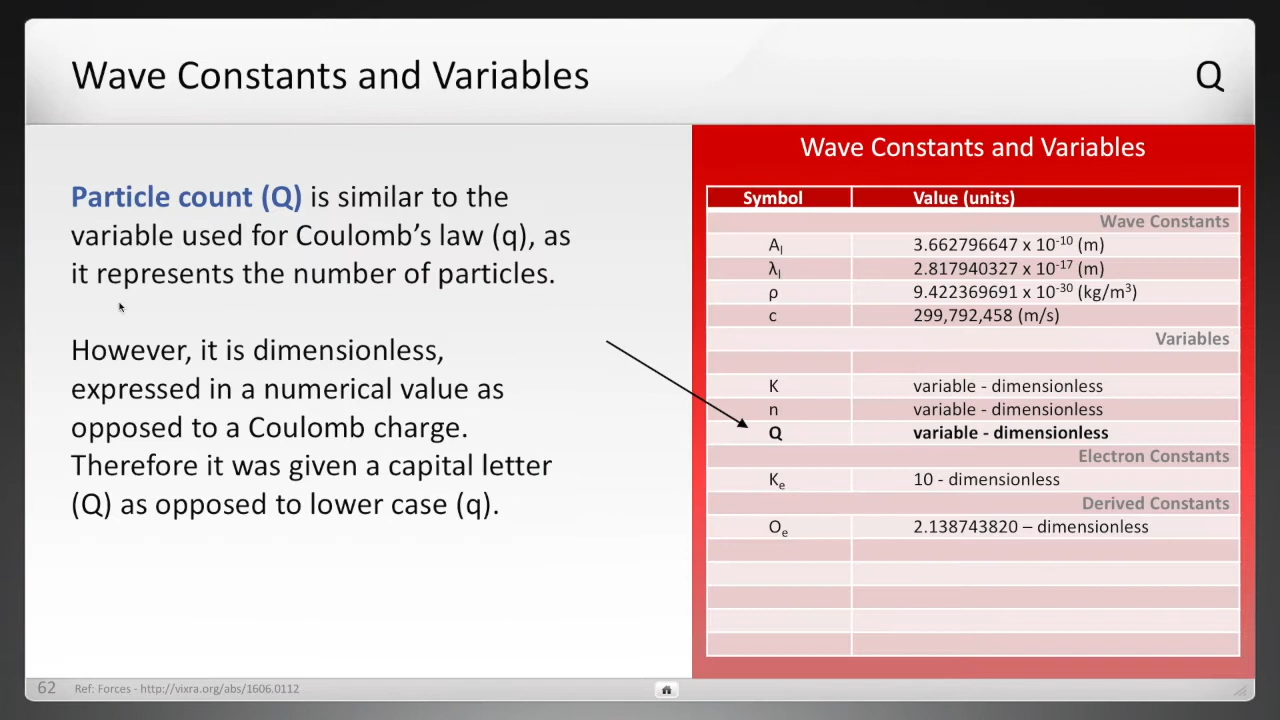 Wave Constants and Variables
Q
Particle count (Q) is similar to the
variable used for Coulomb’s law (q), as
it represents the number of particles.
However, it is dimensionless,
expressed in a numerical value as
opposed to a Coulomb charge.
Therefore it was given a capital letter
(Q) as opposed to lower case (q).
Wave Constants and Variables
Symbol Value (units)
Wave Constants
Aₗ 3.662796647 x 10⁻¹⁰ (m)
λₗ 2.817940327 x 10⁻¹⁷ (m)
ρ 9.422369691 x 10⁻³⁰ (kg/m³)
c 299,792,458 (m/s)
Variables
K variable - dimensionless
n variable - dimensionless
Q variable - dimensionless
Electron Constants
Kₑ 10 - dimensionless
Derived Constants
Oₑ 2.138743820 – dimensionless
62 Ref: Forces - http://vixra.org/abs/1606.0112